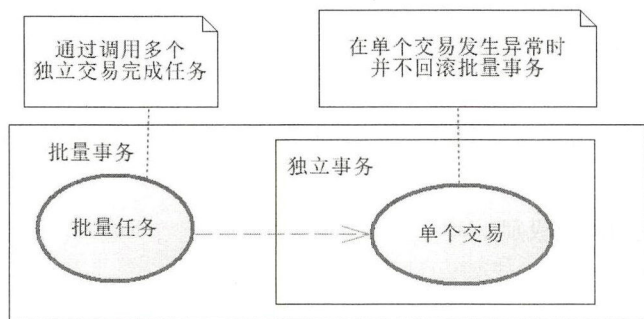 通过调用多个
独立交易完成任务
在单个交易发生异常时
并不回滚批量事务
批量事务
独立事务
批量任务
单个交易